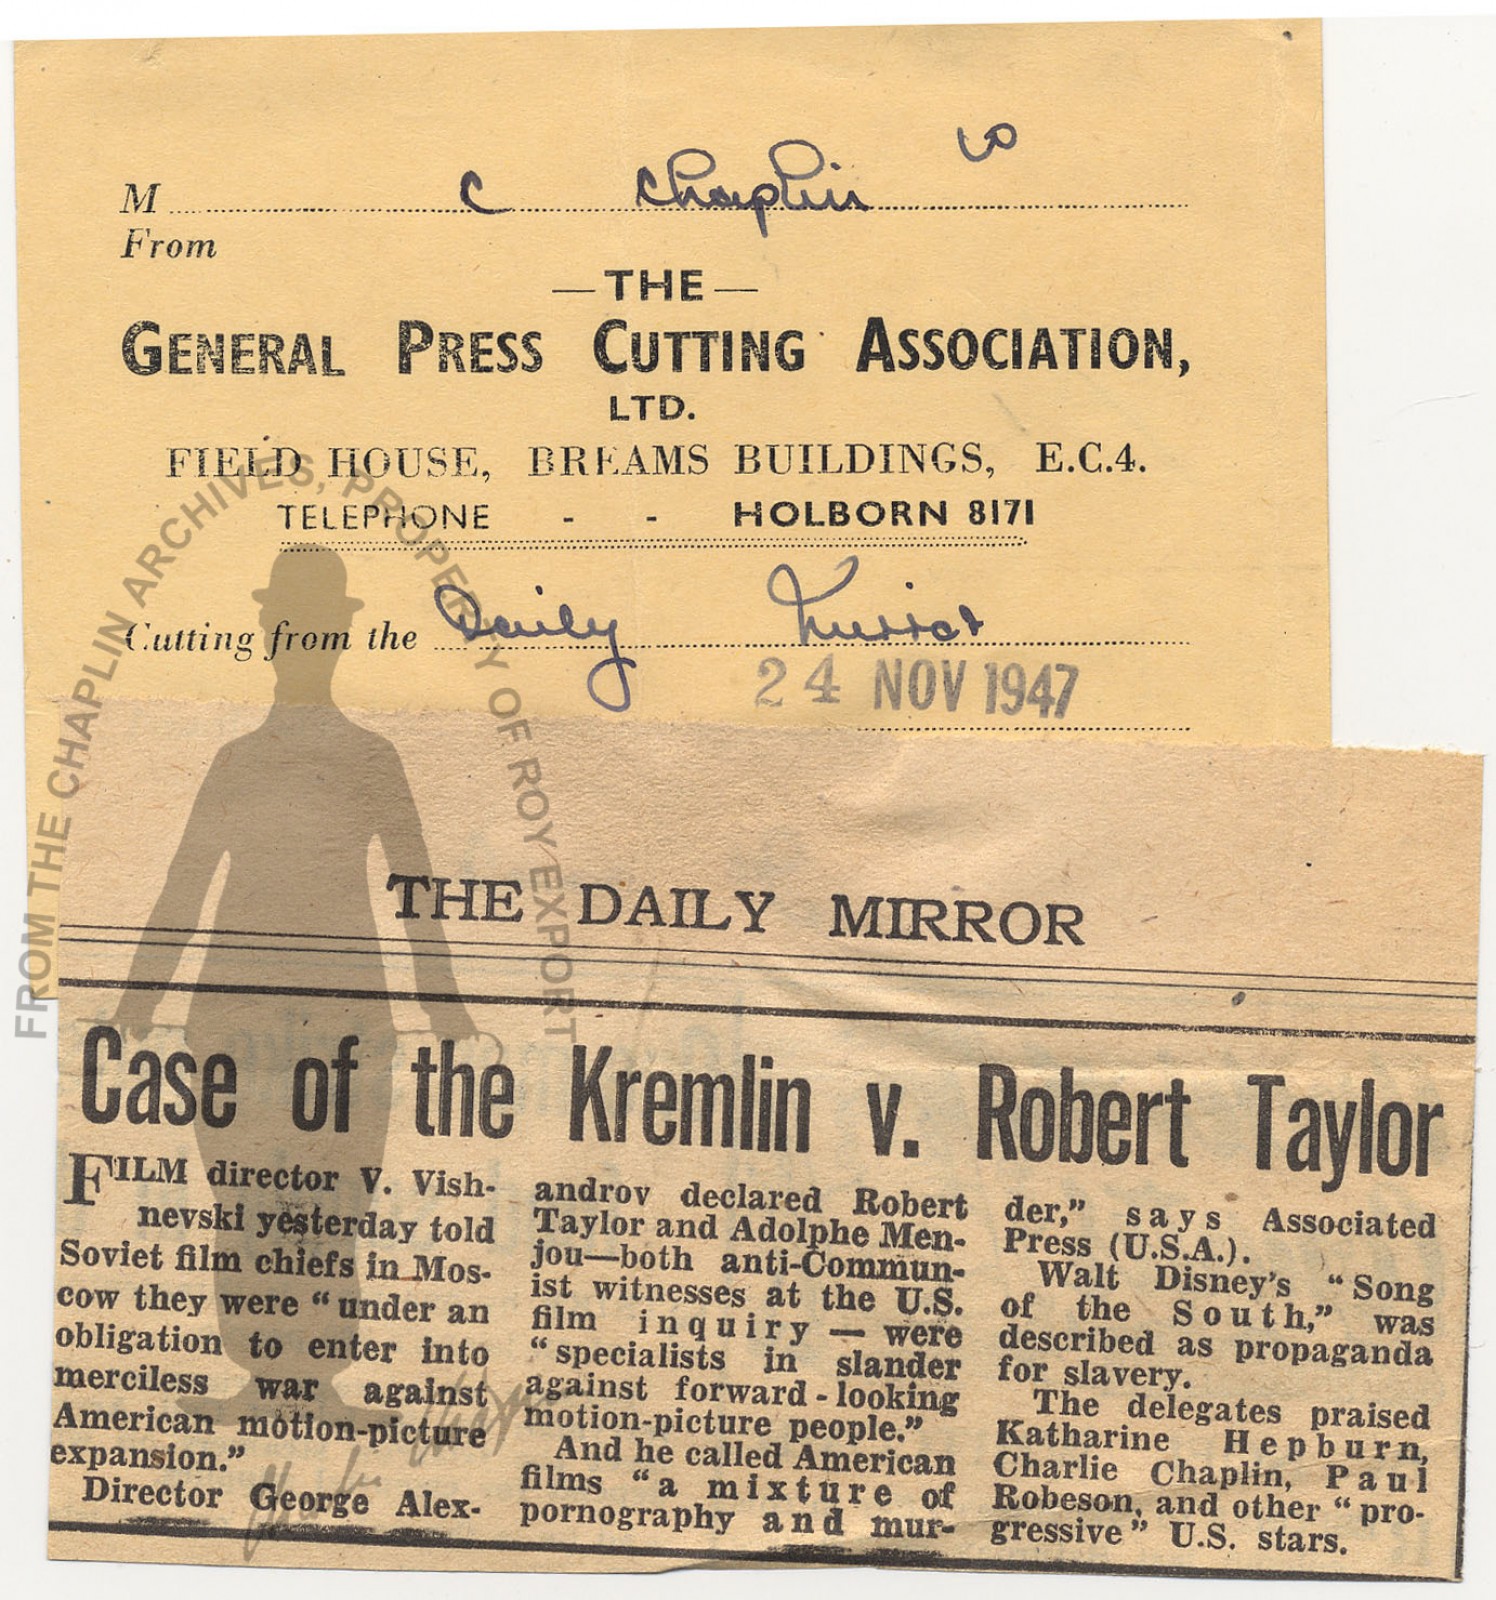 M C Chaplin
From
— THE —
GENERAL PRESS CUTTING ASSOCIATION,
LTD.
FIELD HOUSE, BREAMS BUILDINGS, E.C.4.
TELEPHONE - - HOLBORN 8171
Cutting from the Daily Mirror
24 NOV 1947
FROM THE CHAPLIN ARCHIVES, PROPERTY OF ROY EXPORT
THE DAILY MIRROR
Case of the Kremlin v. Robert Taylor
FILM director V. Vish-
nevski yesterday told
Soviet film chiefs in Mos-
cow they were “under an
obligation to enter into
merciless war against
American motion-picture
expansion.”
Director George Alex-
androv declared Robert
Taylor and Adolphe Men-
jou—both anti-Commun-
ist witnesses at the U.S.
film inquiry — were
“specialists in slander
against forward-looking
motion-picture people.”
And he called American
films “a mixture of
pornography and mur-
der,” says Associated
Press (U.S.A.).
Walt Disney's “Song
of the South,” was
described as propaganda
for slavery.
The delegates praised
Katharine Hepburn,
Charlie Chaplin, Paul
Robeson, and other “pro-
gressive” U.S. stars.